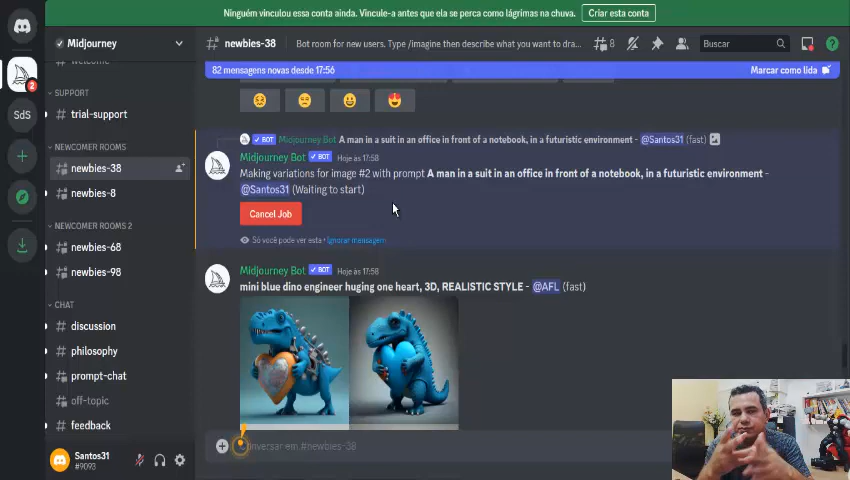 Ninguém vinculou essa conta ainda. Vincule-a antes que ela se perca como lágrimas na chuva.
Criar esta conta
Midjourney
newbies-38
Bot room for new users. Type /imagine then describe what you want to dra...
8
Buscar
2
SdS
welcome
SUPPORT
trial-support
NEWCOMER ROOMS
newbies-38
newbies-8
NEWCOMER ROOMS 2
newbies-68
newbies-98
CHAT
discussion
philosophy
prompt-chat
off-topic
feedback
Santos31
#9093
82 mensagens novas desde 17:56
Marcar como lida
BOT Midjourney Bot A man in a suit in an office in front of a notebook, in a futuristic environment - @Santos31 (fast)
Midjourney Bot BOT Hoje às 17:58
Making variations for image #2 with prompt A man in a suit in an office in front of a notebook, in a futuristic environment -
@Santos31 (Waiting to start)
Cancel Job
Só você pode ver esta • Ignorar mensagem
Midjourney Bot BOT Hoje às 17:58
mini blue dino engineer huging one heart, 3D, REALISTIC STYLE - @AFL (fast)
Conversar em #newbies-38